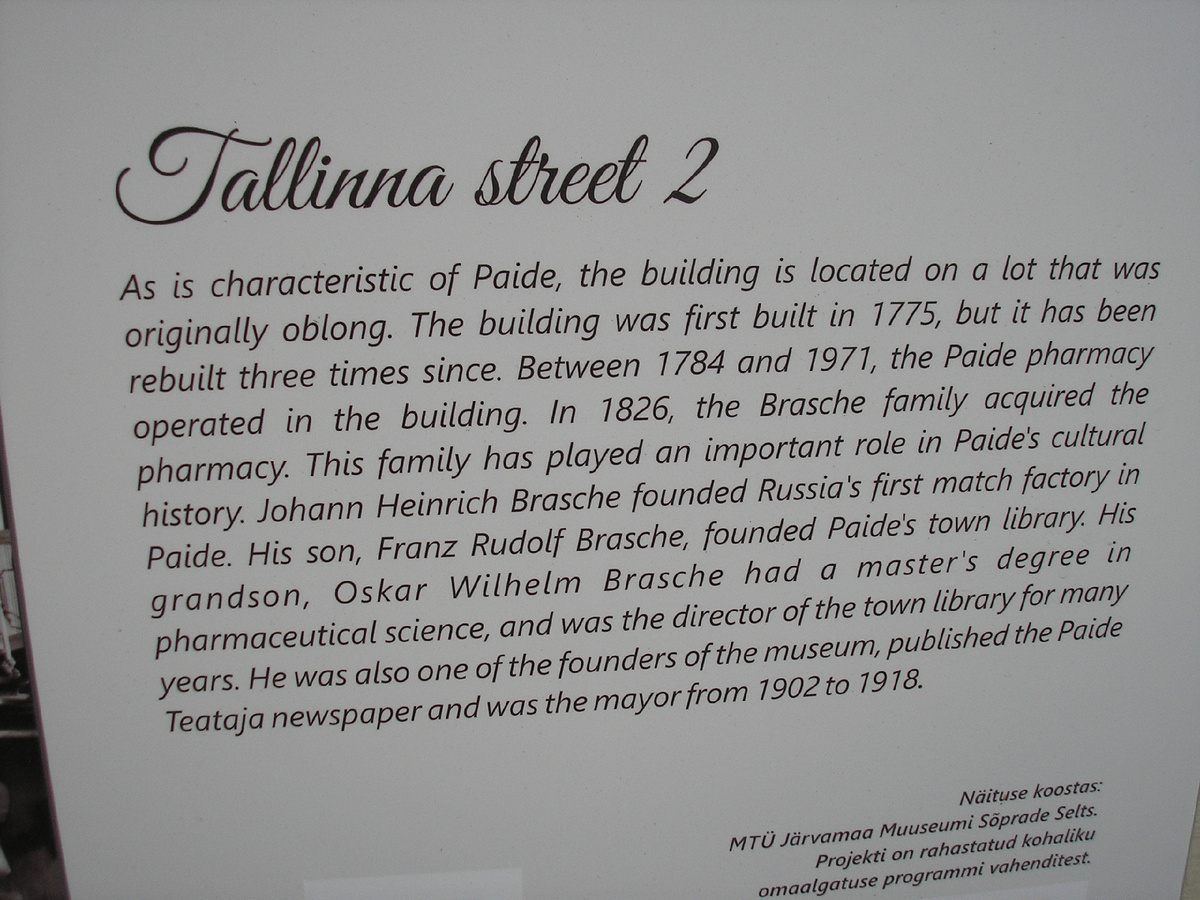 Tallinna street 2
As is characteristic of Paide, the building is located on a lot that was
originally oblong. The building was first built in 1775, but it has been
rebuilt three times since. Between 1784 and 1971, the Paide pharmacy
operated in the building. In 1826, the Brasche family acquired the
pharmacy. This family has played an important role in Paide's cultural
history. Johann Heinrich Brasche founded Russia's first match factory in
Paide. His son, Franz Rudolf Brasche, founded Paide's town library. His
grandson, Oskar Wilhelm Brasche had a master's degree in
pharmaceutical science, and was the director of the town library for many
years. He was also one of the founders of the museum, published the Paide
Teataja newspaper and was the mayor from 1902 to 1918.
Näituse koostas:
MTÜ Järvamaa Muuseumi Sõprade Selts.
Projekti on rahastatud kohaliku
omaalgatuse programmi vahenditest.